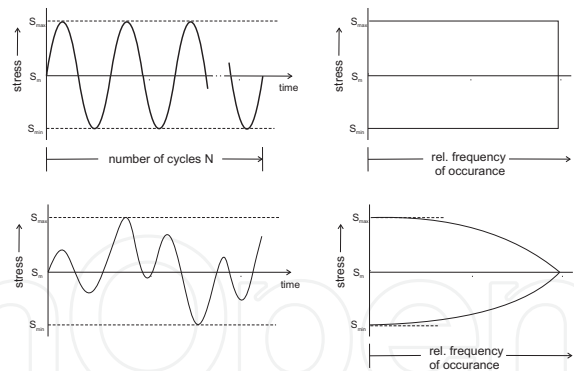 Smax
stress
Sm
time
Smin
number of cycles N
Smax
stress
Sm
Smin
rel. frequency
of occurance
Smax
stress
Sm
time
Smin
Smax
stress
Sm
Smin
rel. frequency
of occurance